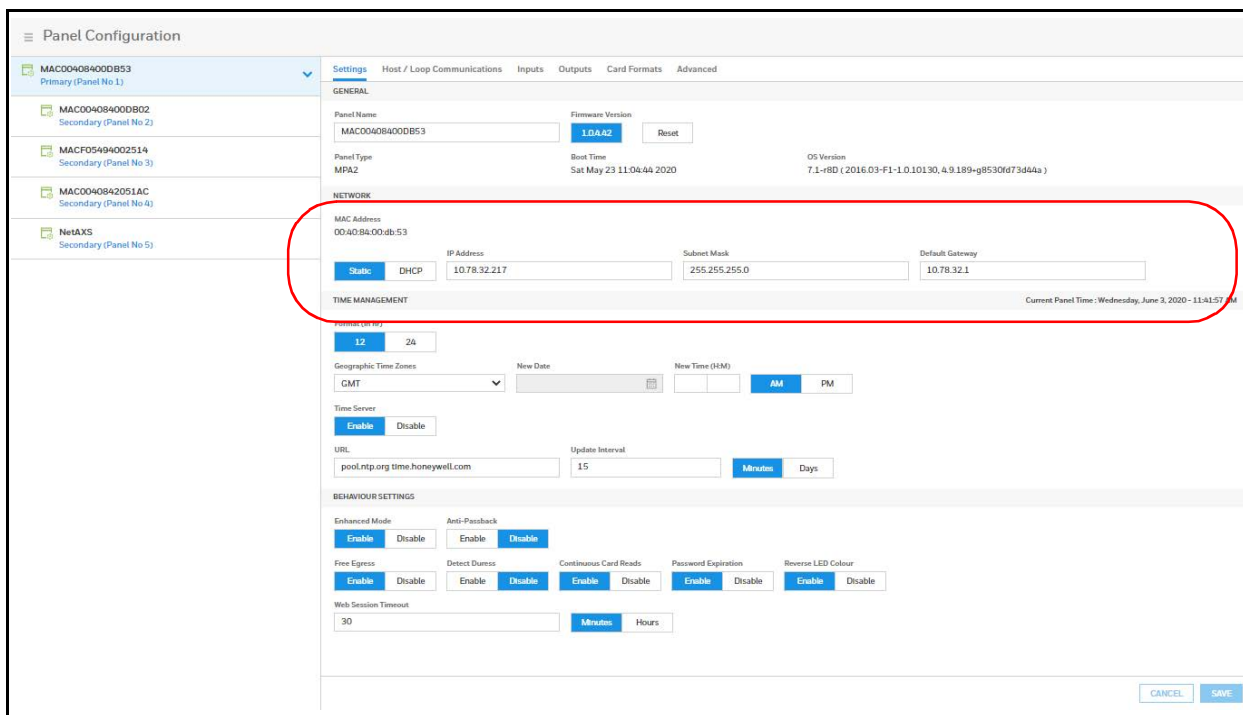 Panel Configuration
MAC00408400DB53
Primary (Panel No 1)
MAC00408400DB02
Secondary (Panel No 2)
MACF05494002514
Secondary (Panel No 3)
MAC0040842051AC
Secondary (Panel No 4)
NetAXS
Secondary (Panel No 5)
Settings Host / Loop Communications Inputs Outputs Card Formats Advanced
GENERAL
Panel Name Firmware Version
MAC00408400DB53 1.0.4.42 Reset
Panel Type Boot Time OS Version
MPA2 Sat May 23 11:04:44 2020 7.1-r8D ( 2016.03-F1-1.0.10130, 4.9.189+g8530fd73d44a )
NETWORK
MAC Address
00:40:84:00:db:53
IP Address Subnet Mask Default Gateway
Static DHCP 10.78.32.217 255.255.255.0 10.78.32.1
TIME MANAGEMENT Current Panel Time : Wednesday, June 3, 2020 - 11:41:57 AM
Format (in hr)
12 24
Geographic Time Zones New Date New Time (H:M)
GMT AM PM
Time Server
Enable Disable
URL Update Interval
pool.ntp.org time.honeywell.com 15 Minutes Days
BEHAVIOUR SETTINGS
Enhanced Mode Anti-Passback
Enable Disable Enable Disable
Free Egress Detect Duress Continuous Card Reads Password Expiration Reverse LED Colour
Enable Disable Enable Disable Enable Disable Enable Disable Enable Disable
Web Session Timeout
30 Minutes Hours
CANCEL SAVE